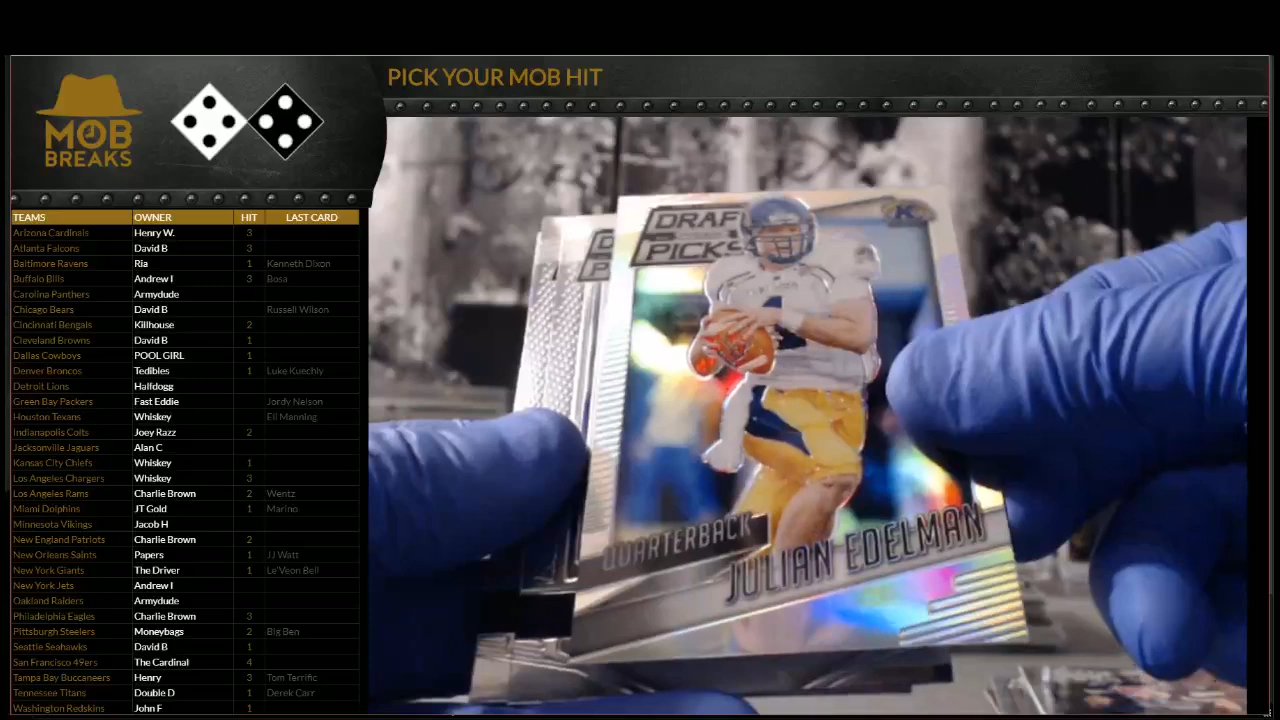 MOB
BREAKS
PICK YOUR MOB HIT
TEAMS OWNER HIT LAST CARD
Arizona Cardinals Henry W. 3
Atlanta Falcons David B 3
Baltimore Ravens Ria 1 Kenneth Dixon
Buffalo Bills Andrew I 3 Bosa
Carolina Panthers Armydude
Chicago Bears David B Russell Wilson
Cincinnati Bengals Killhouse 2
Cleveland Browns David B 1
Dallas Cowboys POOL GIRL 1
Denver Broncos Tedibles 1 Luke Kuechly
Detroit Lions Halfdogg
Green Bay Packers Fast Eddie Jordy Nelson
Houston Texans Whiskey Eli Manning
Indianapolis Colts Joey Razz 2
Jacksonville Jaguars Alan C
Kansas City Chiefs Whiskey 1
Los Angeles Chargers Whiskey 3
Los Angeles Rams Charlie Brown 2 Wentz
Miami Dolphins JT Gold 1 Marino
Minnesota Vikings Jacob H
New England Patriots Charlie Brown 2
New Orleans Saints Papers 1 JJ Watt
New York Giants The Driver 1 Le'Veon Bell
New York Jets Andrew I
Oakland Raiders Armydude
Philadelphia Eagles Charlie Brown 3
Pittsburgh Steelers Moneybags 2 Big Ben
Seattle Seahawks David B 1
San Francisco 49ers The Cardinal 4
Tampa Bay Buccaneers Henry 3 Tom Terrific
Tennessee Titans Double D 1 Derek Carr
Washington Redskins John F 1
DRAF
PICKS
QUARTERBACK
JULIAN EDELMAN